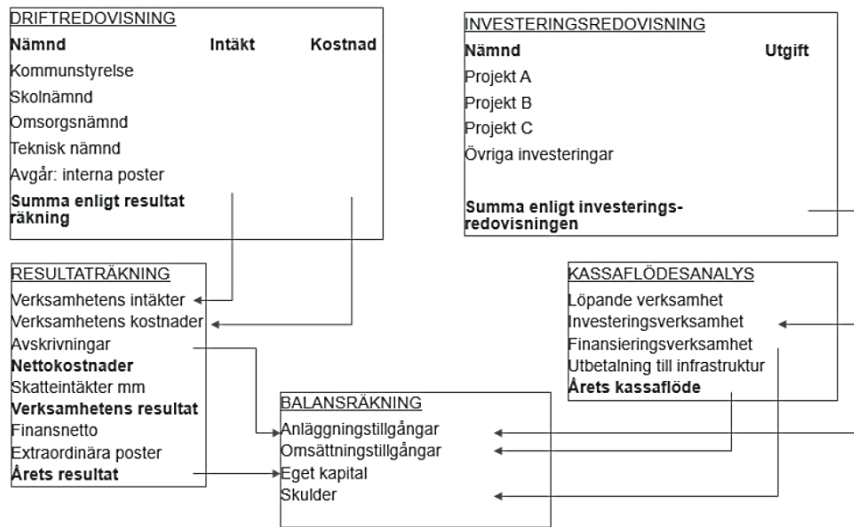 DRIFTREDOVISNING
Nämnd Intäkt Kostnad
Kommunstyrelse
Skolnämnd
Omsorgsnämnd
Teknisk nämnd
Avgår: interna poster
Summa enligt resultat
räkning
INVESTERINGSREDOVISNING
Nämnd Utgift
Projekt A
Projekt B
Projekt C
Övriga investeringar
Summa enligt investerings-
redovisningen
RESULTATRÄKNING
Verksamhetens intäkter
Verksamhetens kostnader
Avskrivningar
Nettokostnader
Skatteintäkter mm
Verksamhetens resultat
Finansnetto
Extraordinära poster
Årets resultat
KASSAFLÖDESANALYS
Löpande verksamhet
Investeringsverksamhet
Finansieringsverksamhet
Utbetalning till infrastruktur
Årets kassaflöde
BALANSRÄKNING
Anläggningstillgångar
Omsättningstillgångar
Eget kapital
Skulder